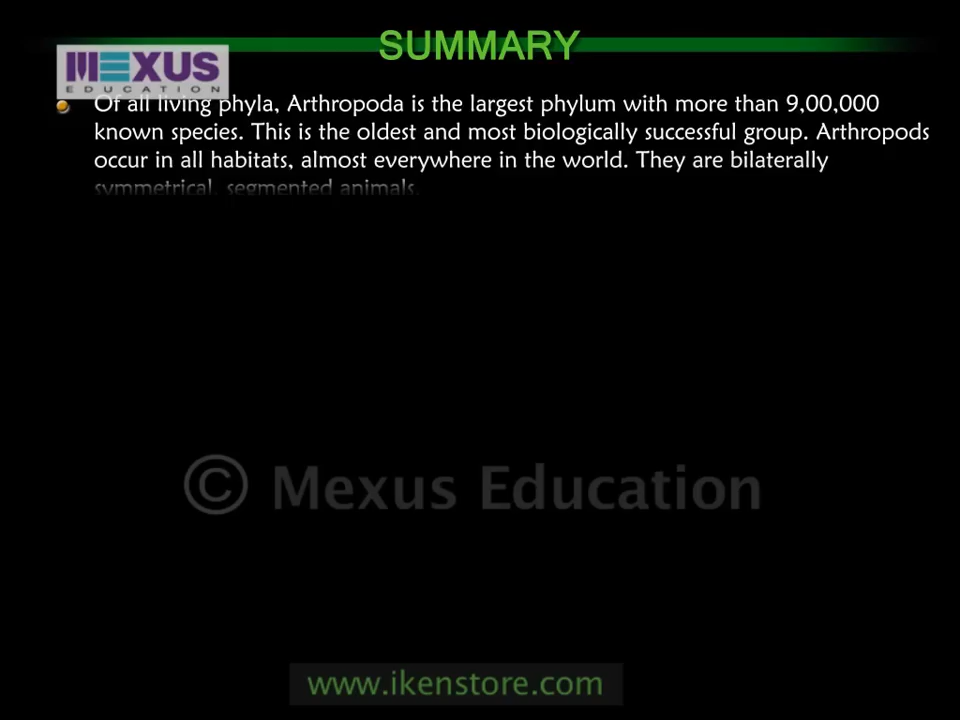 SUMMARY
MEXUS
EDUCATION
Of all living phyla, Arthropoda is the largest phylum with more than 9,00,000
known species. This is the oldest and most biologically successful group. Arthropods
occur in all habitats, almost everywhere in the world. They are bilaterally
symmetrical, segmented animals.
© Mexus Education
www.ikenstore.com